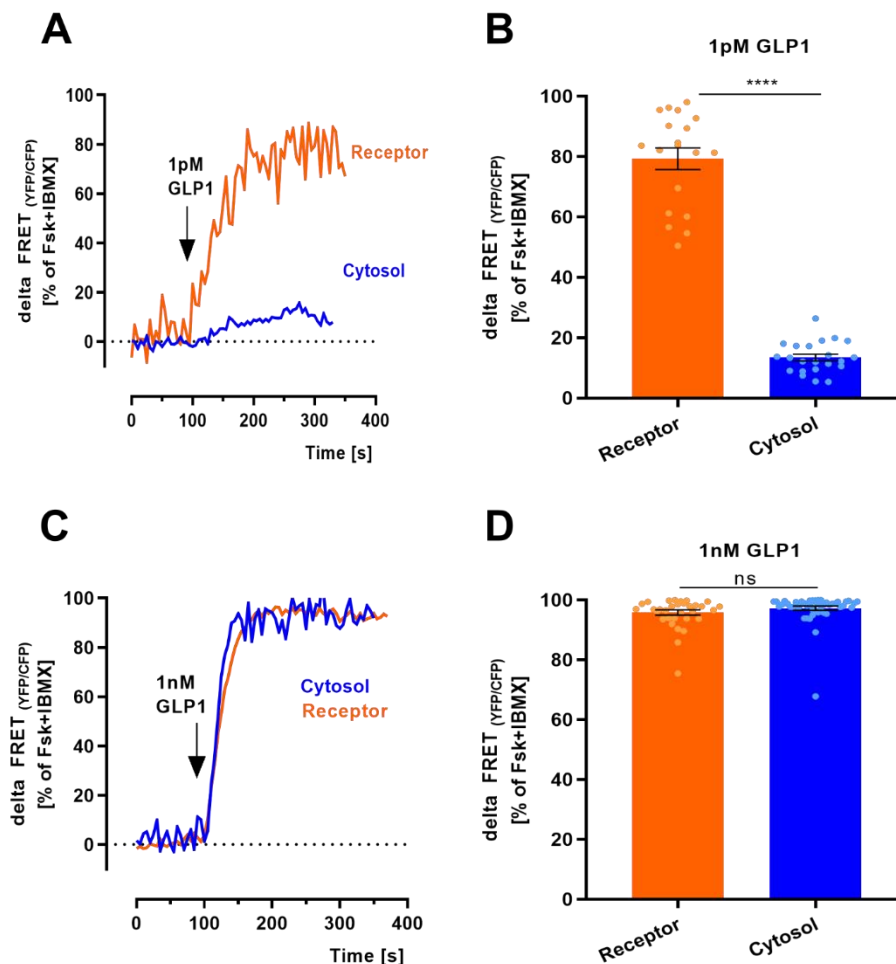 A
delta FRET (YFP/CFP)
[% of Fsk+IBMX]
100
80
60
40
20
0
1pM
GLP1
Receptor
Cytosol
0
100
200
300
400
Time [s]
B
1pM GLP1
****
delta FRET (YFP/CFP)
[% of Fsk+IBMX]
100
80
60
40
20
0
Receptor
Cytosol
C
delta FRET (YFP/CFP)
[% of Fsk+IBMX]
100
80
60
40
20
0
1nM
GLP1
Cytosol
Receptor
0
100
200
300
400
Time [s]
D
1nM GLP1
ns
delta FRET (YFP/CFP)
[% of Fsk+IBMX]
100
80
60
40
20
0
Receptor
Cytosol